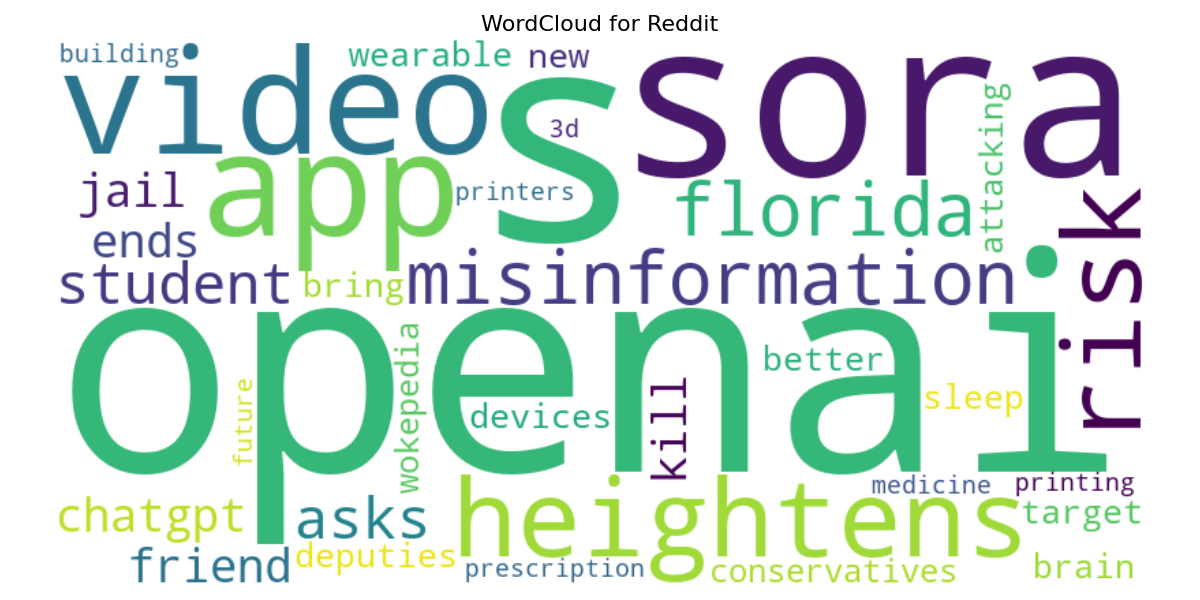 WordCloud for Reddit
building
wearable
new
videos
s
sora
3d
attacking
app
printers
jail
florida
risk
ends
student
bring
misinformation
openai
wokepedia
better
future
devices
kill
sleep
heightens
medicine
printing
chatgpt
asks
target
friend
deputies
prescription
conservatives
brain